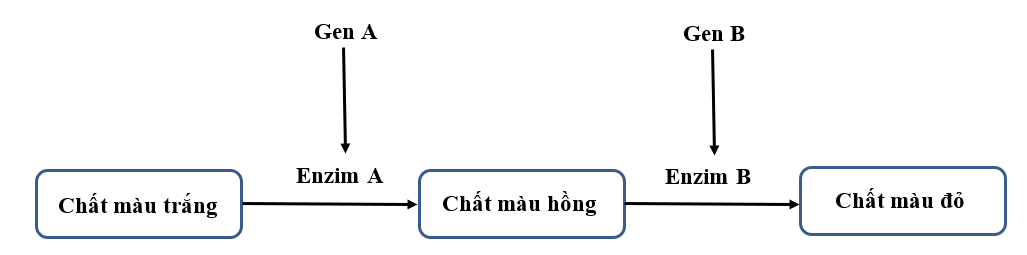 Gen A
Gen B
Enzim A
Enzim B
Chất màu trắng
Chất màu hồng
Chất màu đỏ